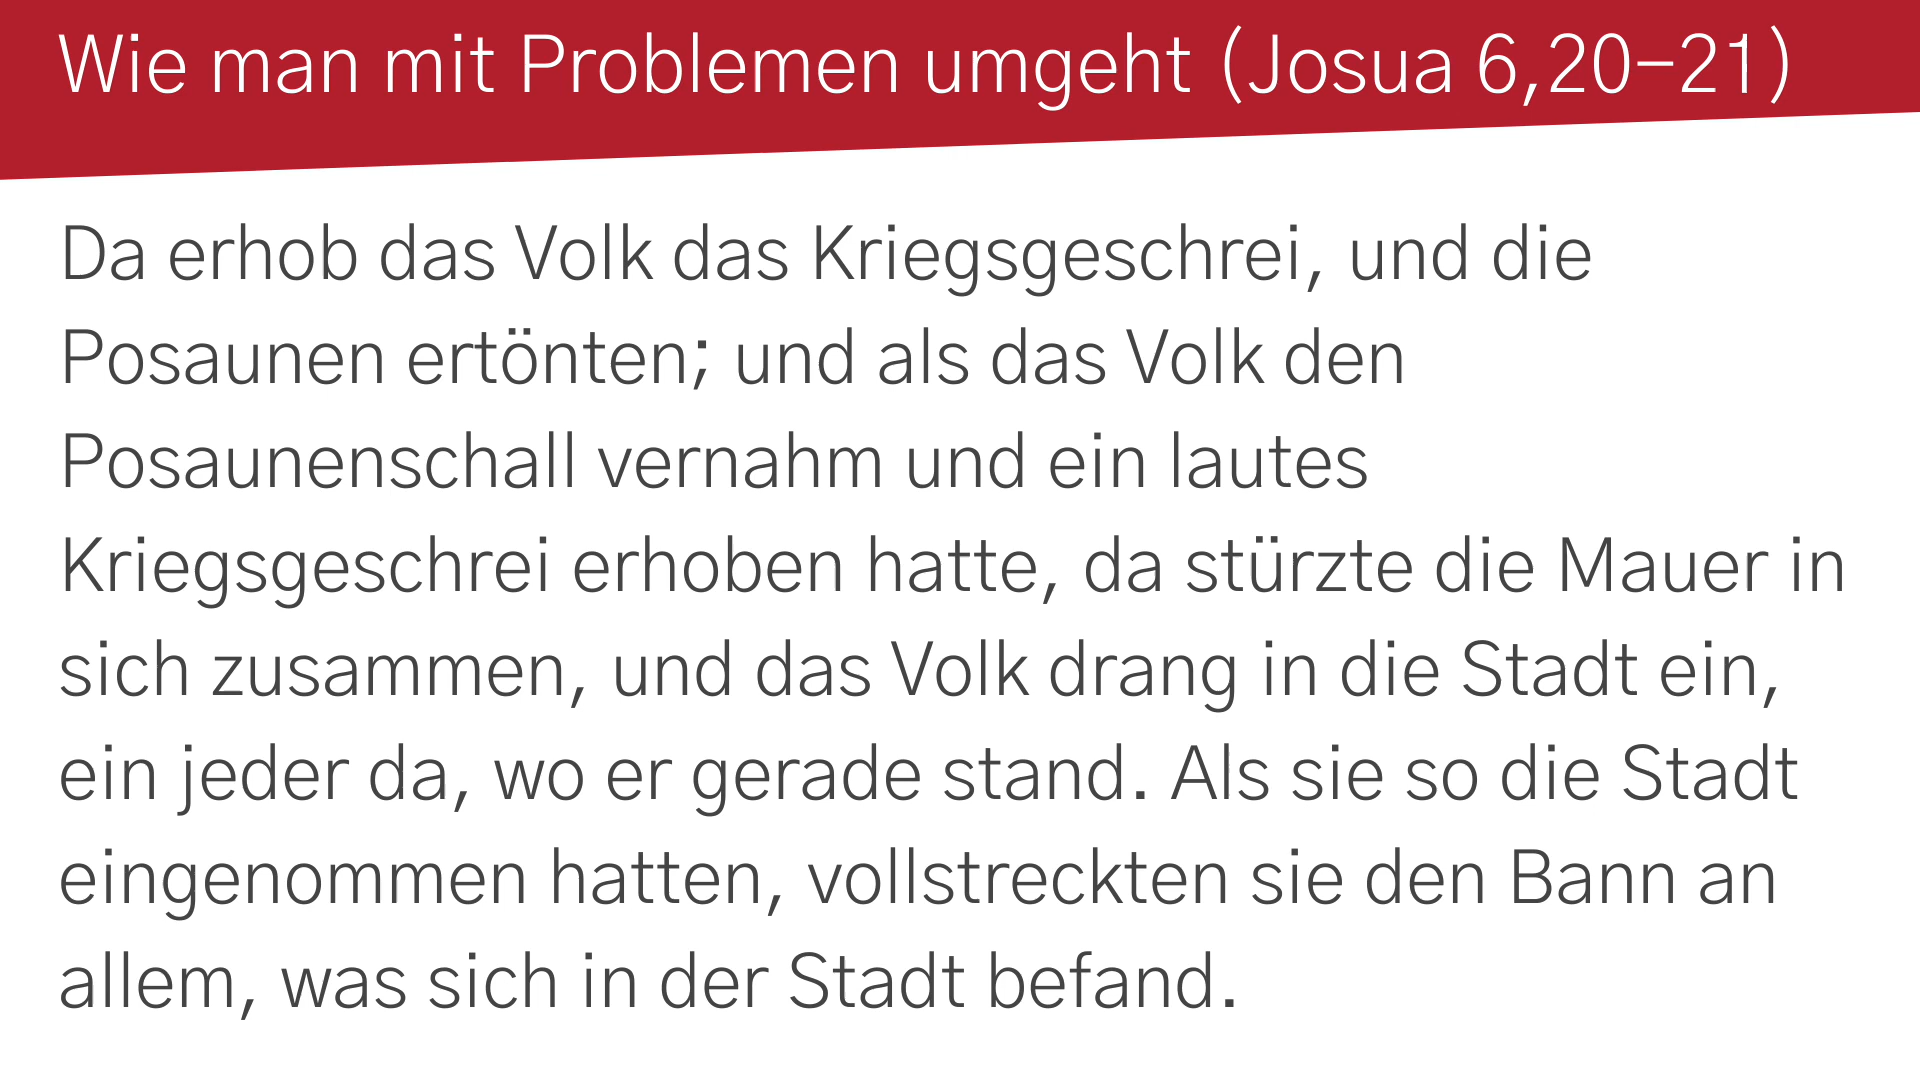 Wie man mit Problemen umgeht (Josua 6,20–21)
Da erhob das Volk das Kriegsgeschrei, und die
Posaunen ertönten; und als das Volk den
Posaunenschall vernahm und ein lautes
Kriegsgeschrei erhoben hatte, da stürzte die Mauer in
sich zusammen, und das Volk drang in die Stadt ein,
ein jeder da, wo er gerade stand. Als sie so die Stadt
eingenommen hatten, vollstreckten sie den Bann an
allem, was sich in der Stadt befand.